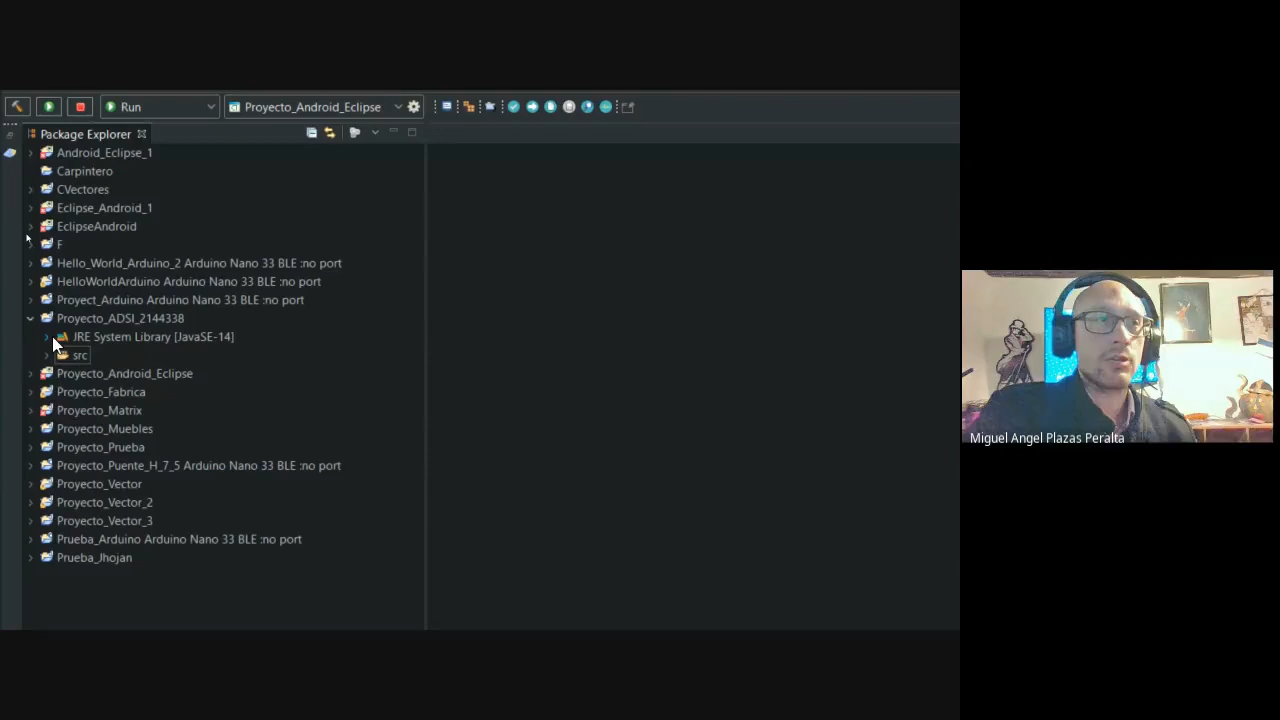 Run
Proyecto_Android_Eclipse
Package Explorer
Android_Eclipse_1
Carpintero
CVectores
Eclipse_Android_1
EclipseAndroid
F
Hello_World_Arduino_2 Arduino Nano 33 BLE :no port
HelloWorldArduino Arduino Nano 33 BLE :no port
Proyect_Arduino Arduino Nano 33 BLE :no port
Proyecto_ADSI_2144338
JRE System Library [JavaSE-14]
src
Proyecto_Android_Eclipse
Proyecto_Fabrica
Proyecto_Matrix
Proyecto_Muebles
Proyecto_Prueba
Proyecto_Puente_H_7_5 Arduino Nano 33 BLE :no port
Proyecto_Vector
Proyecto_Vector_2
Proyecto_Vector_3
Prueba_Arduino Arduino Nano 33 BLE :no port
Prueba_Jhojan
Miguel Angel Plazas Peralta